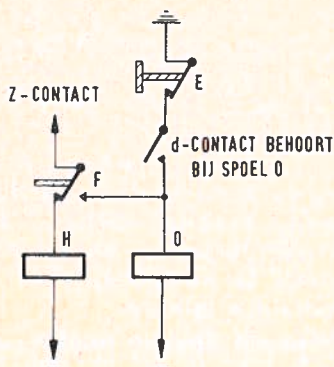 E
Z-CONTACT
d-CONTACT BEHOORT
BIJ SPOEL O
F
H
O